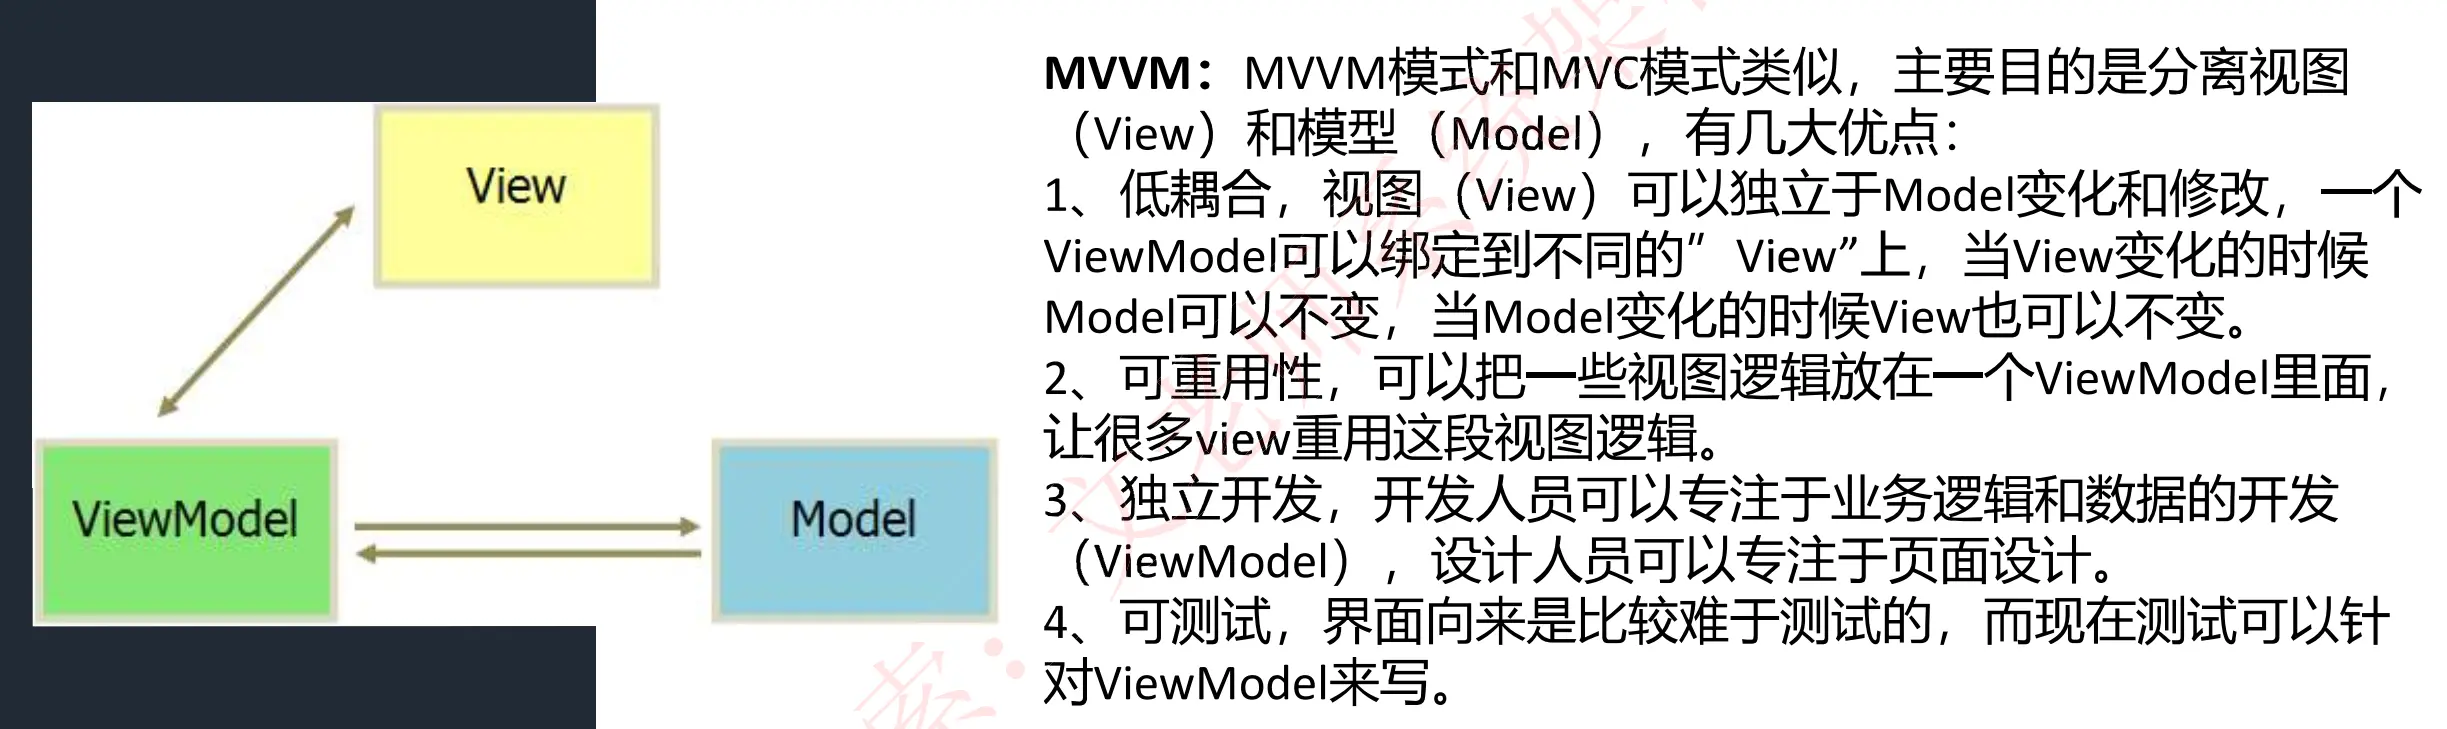 View
ViewModel
Model
MVVM：MVVM模式和MVC模式类似，主要目的是分离视图
（View）和模型（Model），有几大优点：
1、低耦合，视图（View）可以独立于Model变化和修改，一个
ViewModel可以绑定到不同的”View”上，当View变化的时候
Model可以不变，当Model变化的时候View也可以不变。
2、可重用性，可以把一些视图逻辑放在一个ViewModel里面，
让很多view重用这段视图逻辑。
3、独立开发，开发人员可以专注于业务逻辑和数据的开发
（ViewModel），设计人员可以专注于页面设计。
4、可测试，界面向来是比较难于测试的，而现在测试可以针
对ViewModel来写。
索：文老师系统架